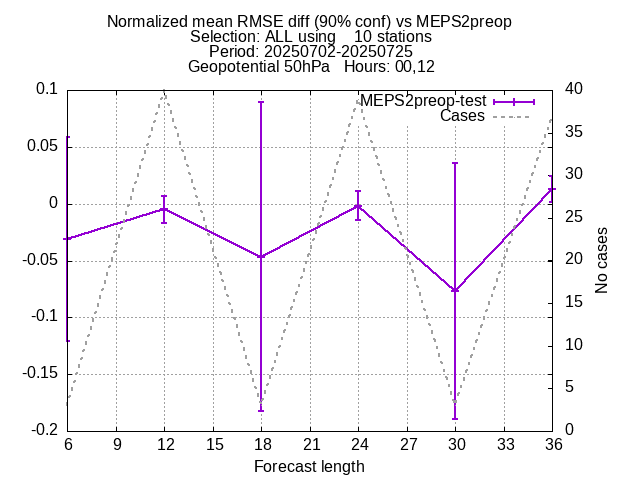 Normalized mean RMSE diff (90% conf) vs MEPS2preop
Selection: ALL using    10 stations
Period: 20250702-20250725
Geopotential 50hPa   Hours: 00,12
MEPS2preop-test
Cases
0.1
0.05
0
-0.05
-0.1
-0.15
-0.2
40
35
30
25
20
15
10
5
0
No cases
6 9 12 15 18 21 24 27 30 33 36
Forecast length